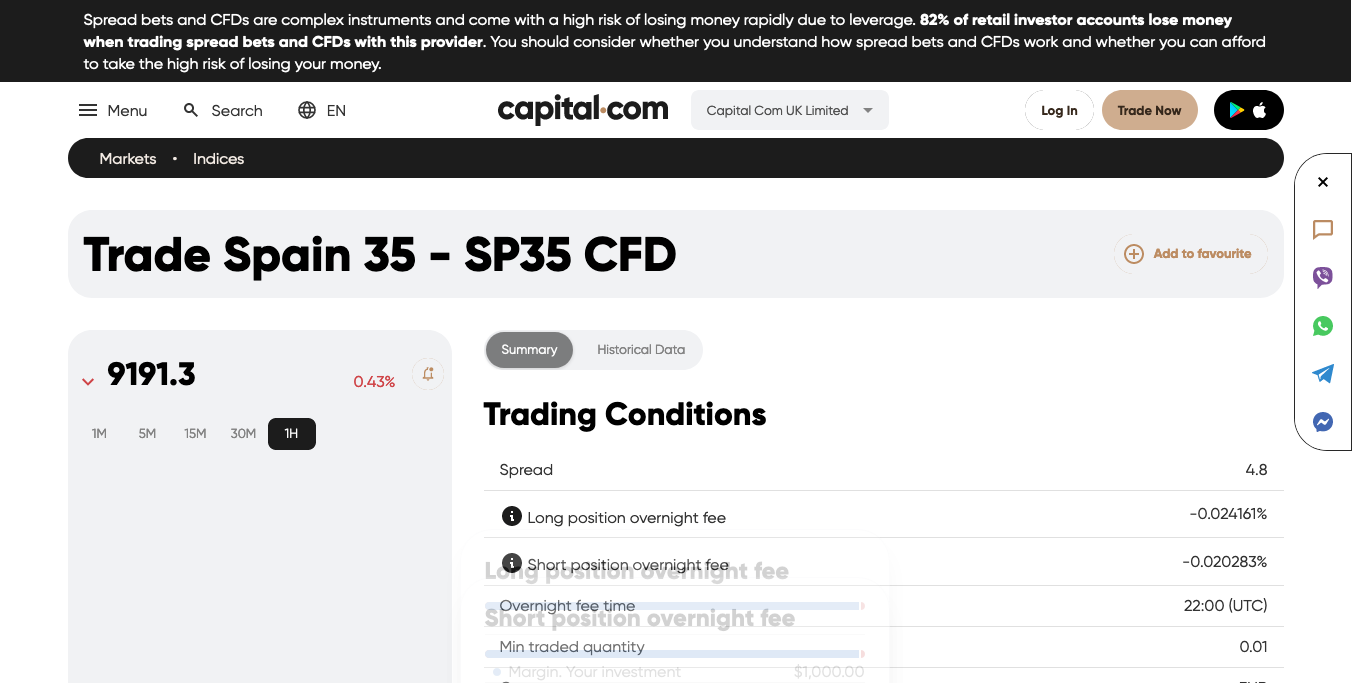 Spread bets and CFDs are complex instruments and come with a high risk of losing money rapidly due to leverage. 82% of retail investor accounts lose money
when trading spread bets and CFDs with this provider. You should consider whether you understand how spread bets and CFDs work and whether you can afford
to take the high risk of losing your money.
Menu
Search
EN
capital.com
Capital Com UK Limited
Log In
Trade Now
Markets • Indices
Trade Spain 35 - SP35 CFD
Add to favourite
9191.3
0.43%
1M 5M 15M 30M 1H
Summary
Historical Data
Trading Conditions
Spread 4.8
Long position overnight fee -0.024161%
Short position overnight fee -0.020283%
Long position overnight fee
Overnight fee time 22:00 (UTC)
Short position overnight fee
Min traded quantity 0.01
Margin. Your investment $1,000.00